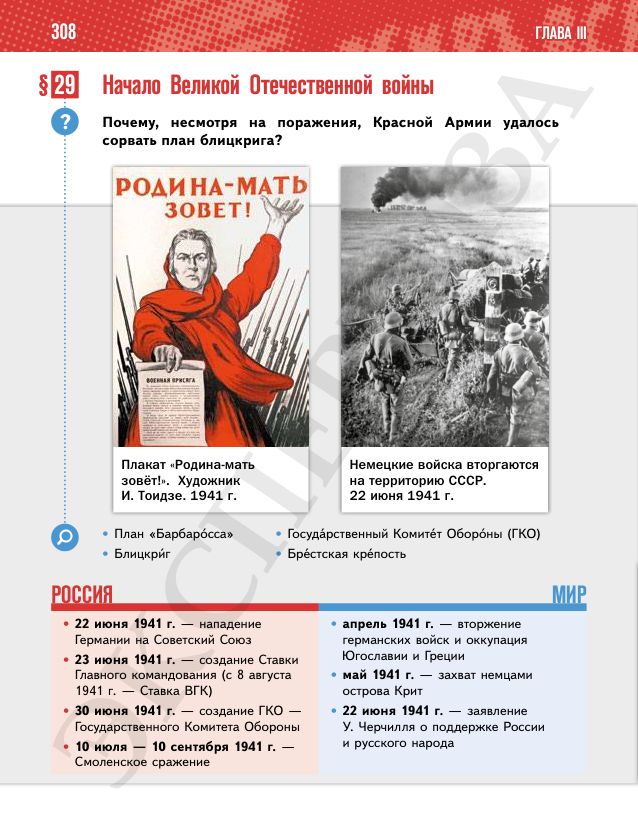 308
ГЛАВА III
§ 29
Начало Великой Отечественной войны
?
Почему, несмотря на поражения, Красной Армии удалось
сорвать план блицкрига?
РОДИНА-МАТЬ
ЗОВЕТ!
ВОЕННАЯ ПРИСЯГА
Плакат «Родина-мать
зовёт!». Художник
И. Тоидзе. 1941 г.
Немецкие войска вторгаются
на территорию СССР.
22 июня 1941 г.
• План «Барбаро́сса»
• Блицкри́г
• Госуда́рственный Комите́т Оборо́ны (ГКО)
• Бре́стская кре́пость
РОССИЯ
• 22 июня 1941 г. — нападение
Германии на Советский Союз
• 23 июня 1941 г. — создание Ставки
Главного командования (с 8 августа
1941 г. — Ставка ВГК)
• 30 июня 1941 г. — создание ГКО —
Государственного Комитета Обороны
• 10 июля — 10 сентября 1941 г. —
Смоленское сражение
МИР
• апрель 1941 г. — вторжение
германских войск и оккупация
Югославии и Греции
• май 1941 г. — захват немцами
острова Крит
• 22 июня 1941 г. — заявление
У. Черчилля о поддержке России
и русского народа